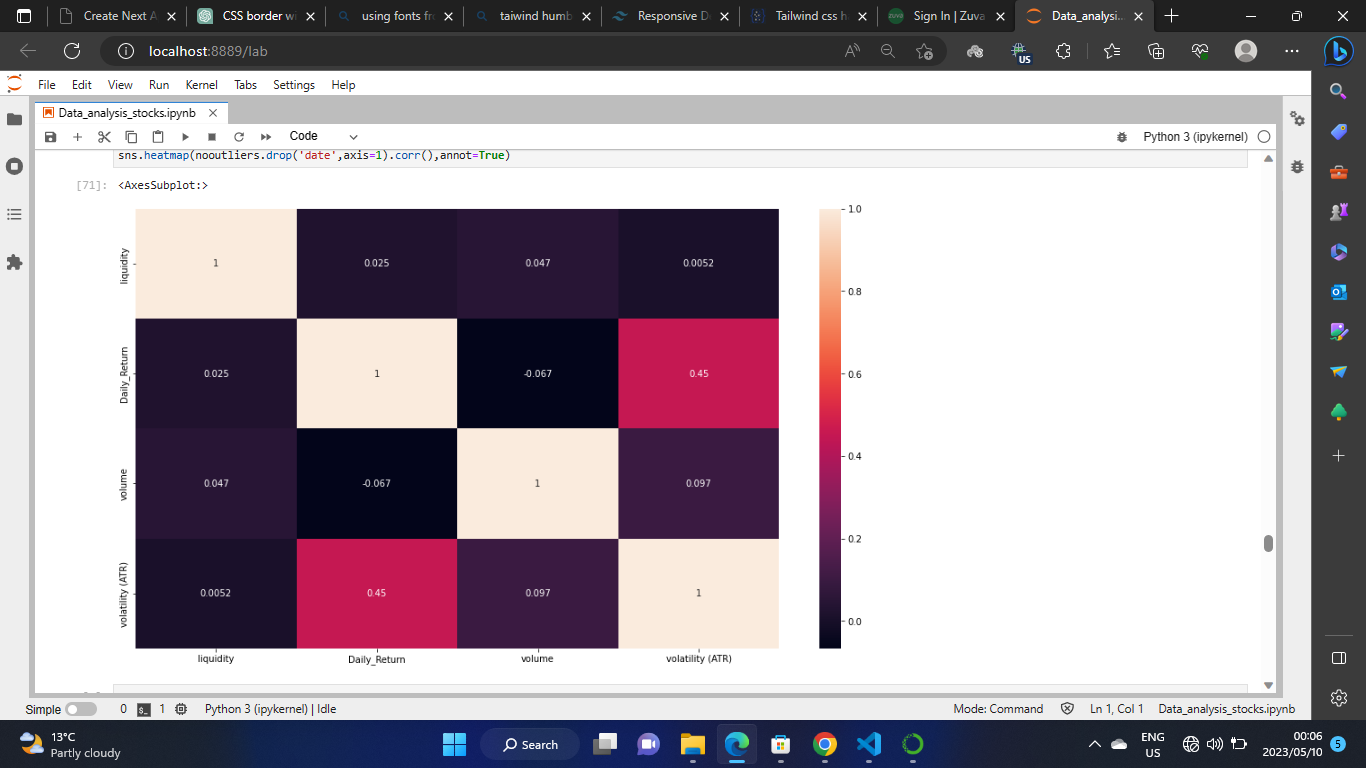 Create Next A
CSS border wi
using fonts fr
taiwind humb
Responsive D
Tailwind css h
Sign In | Zuva
Data_analysi...
localhost:8889/lab
US
File Edit View Run Kernel Tabs Settings Help
Data_analysis_stocks.ipynb
Code
Python 3 (ipykernel)
sns.heatmap(nooutliers.drop('date',axis=1).corr(),annot=True)
[71]: <AxesSubplot:>
liquidity 1 0.025 0.047 0.0052
Daily_Return 0.025 1 -0.067 0.45
volume 0.047 -0.067 1 0.097
volatility (ATR) 0.0052 0.45 0.097 1
liquidity Daily_Return volume volatility (ATR)
1.0
0.8
0.6
0.4
0.2
0.0
Simple 0 $_ 1 Python 3 (ipykernel) | Idle
Mode: Command Ln 1, Col 1 Data_analysis_stocks.ipynb
13°C
Partly cloudy
Search
ENG
US
00:06
2023/05/10
5